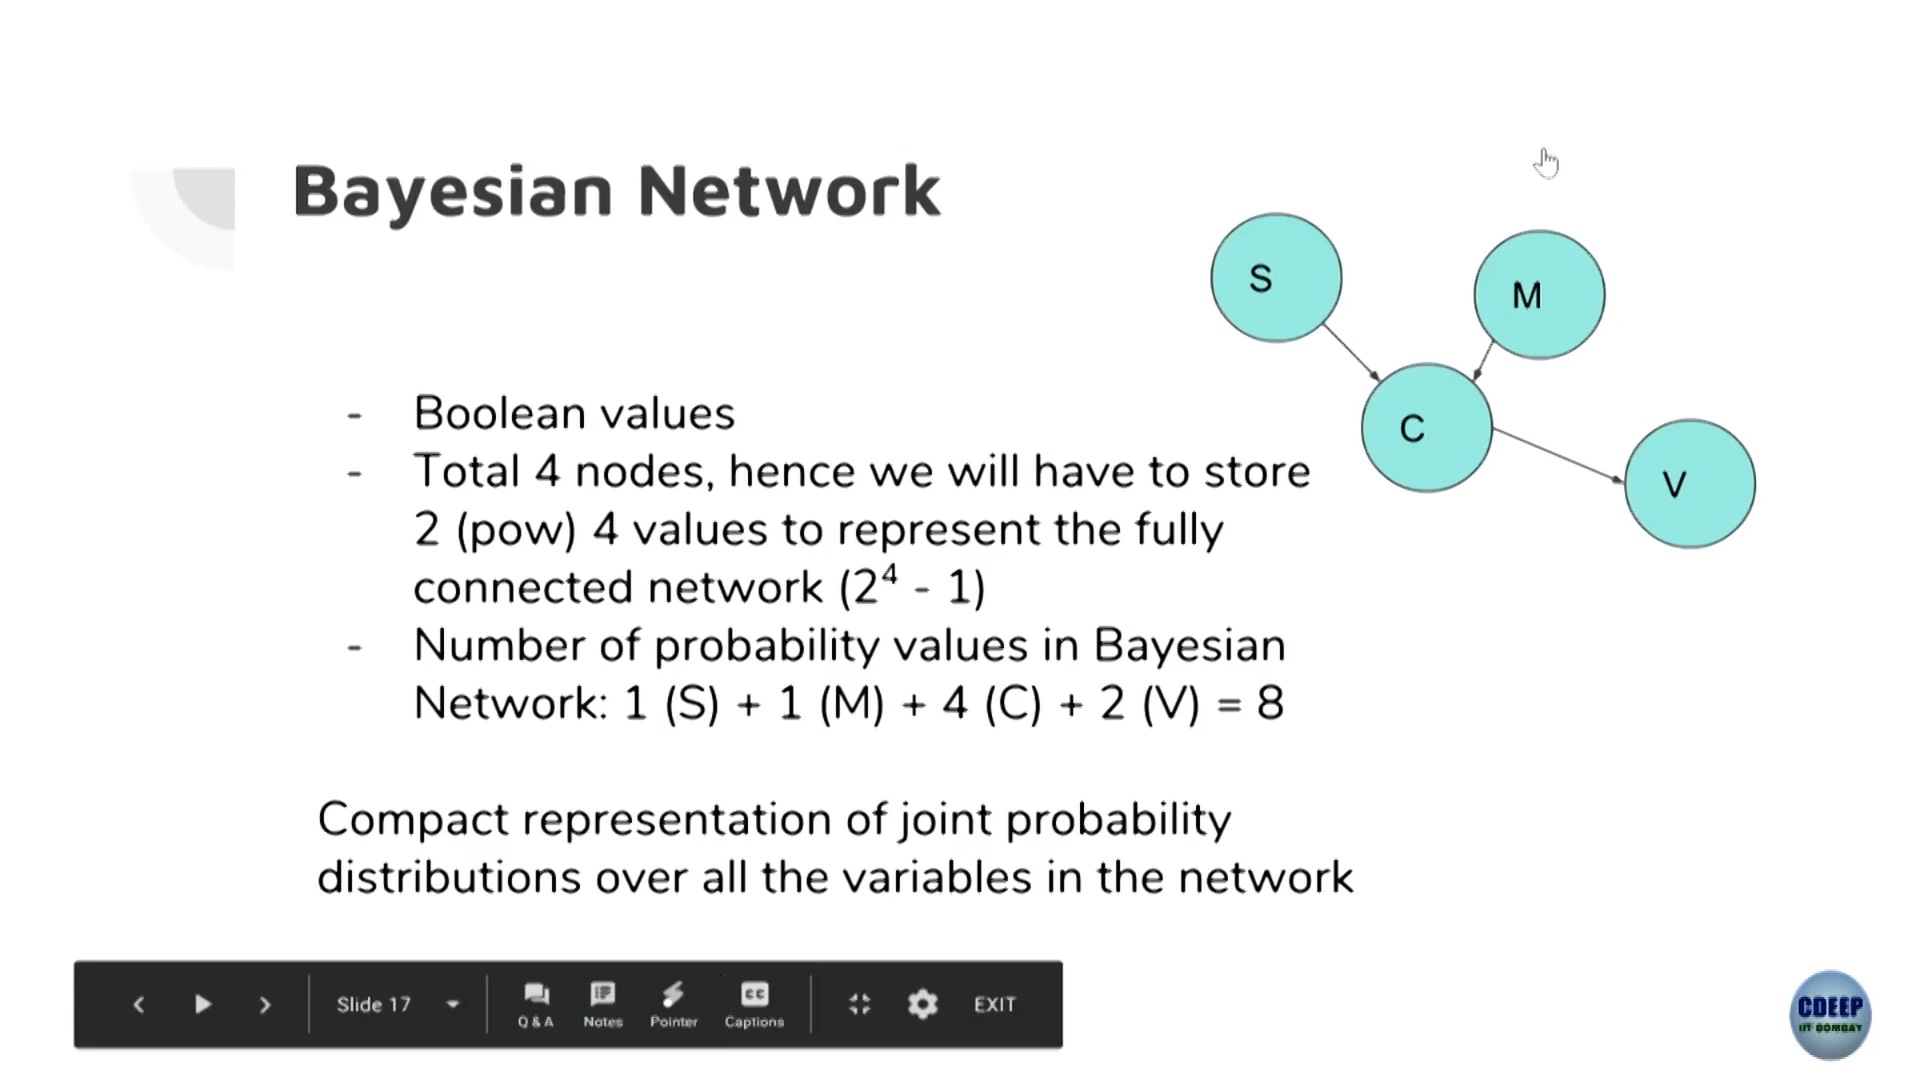 Bayesian Network
S
M
C
V
- Boolean values
- Total 4 nodes, hence we will have to store
2 (pow) 4 values to represent the fully
connected network (2⁴ - 1)
- Number of probability values in Bayesian
Network: 1 (S) + 1 (M) + 4 (C) + 2 (V) = 8
Compact representation of joint probability
distributions over all the variables in the network
Slide 17
Q & A
Notes
Pointer
CC
Captions
EXIT
CDEEP
IIT BOMBAY